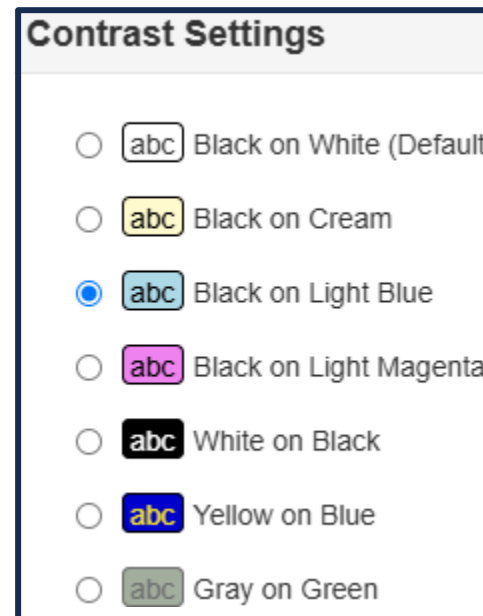 Contrast Settings
abc Black on White (Default
abc Black on Cream
abc Black on Light Blue
abc Black on Light Magenta
abc White on Black
abc Yellow on Blue
abc Gray on Green